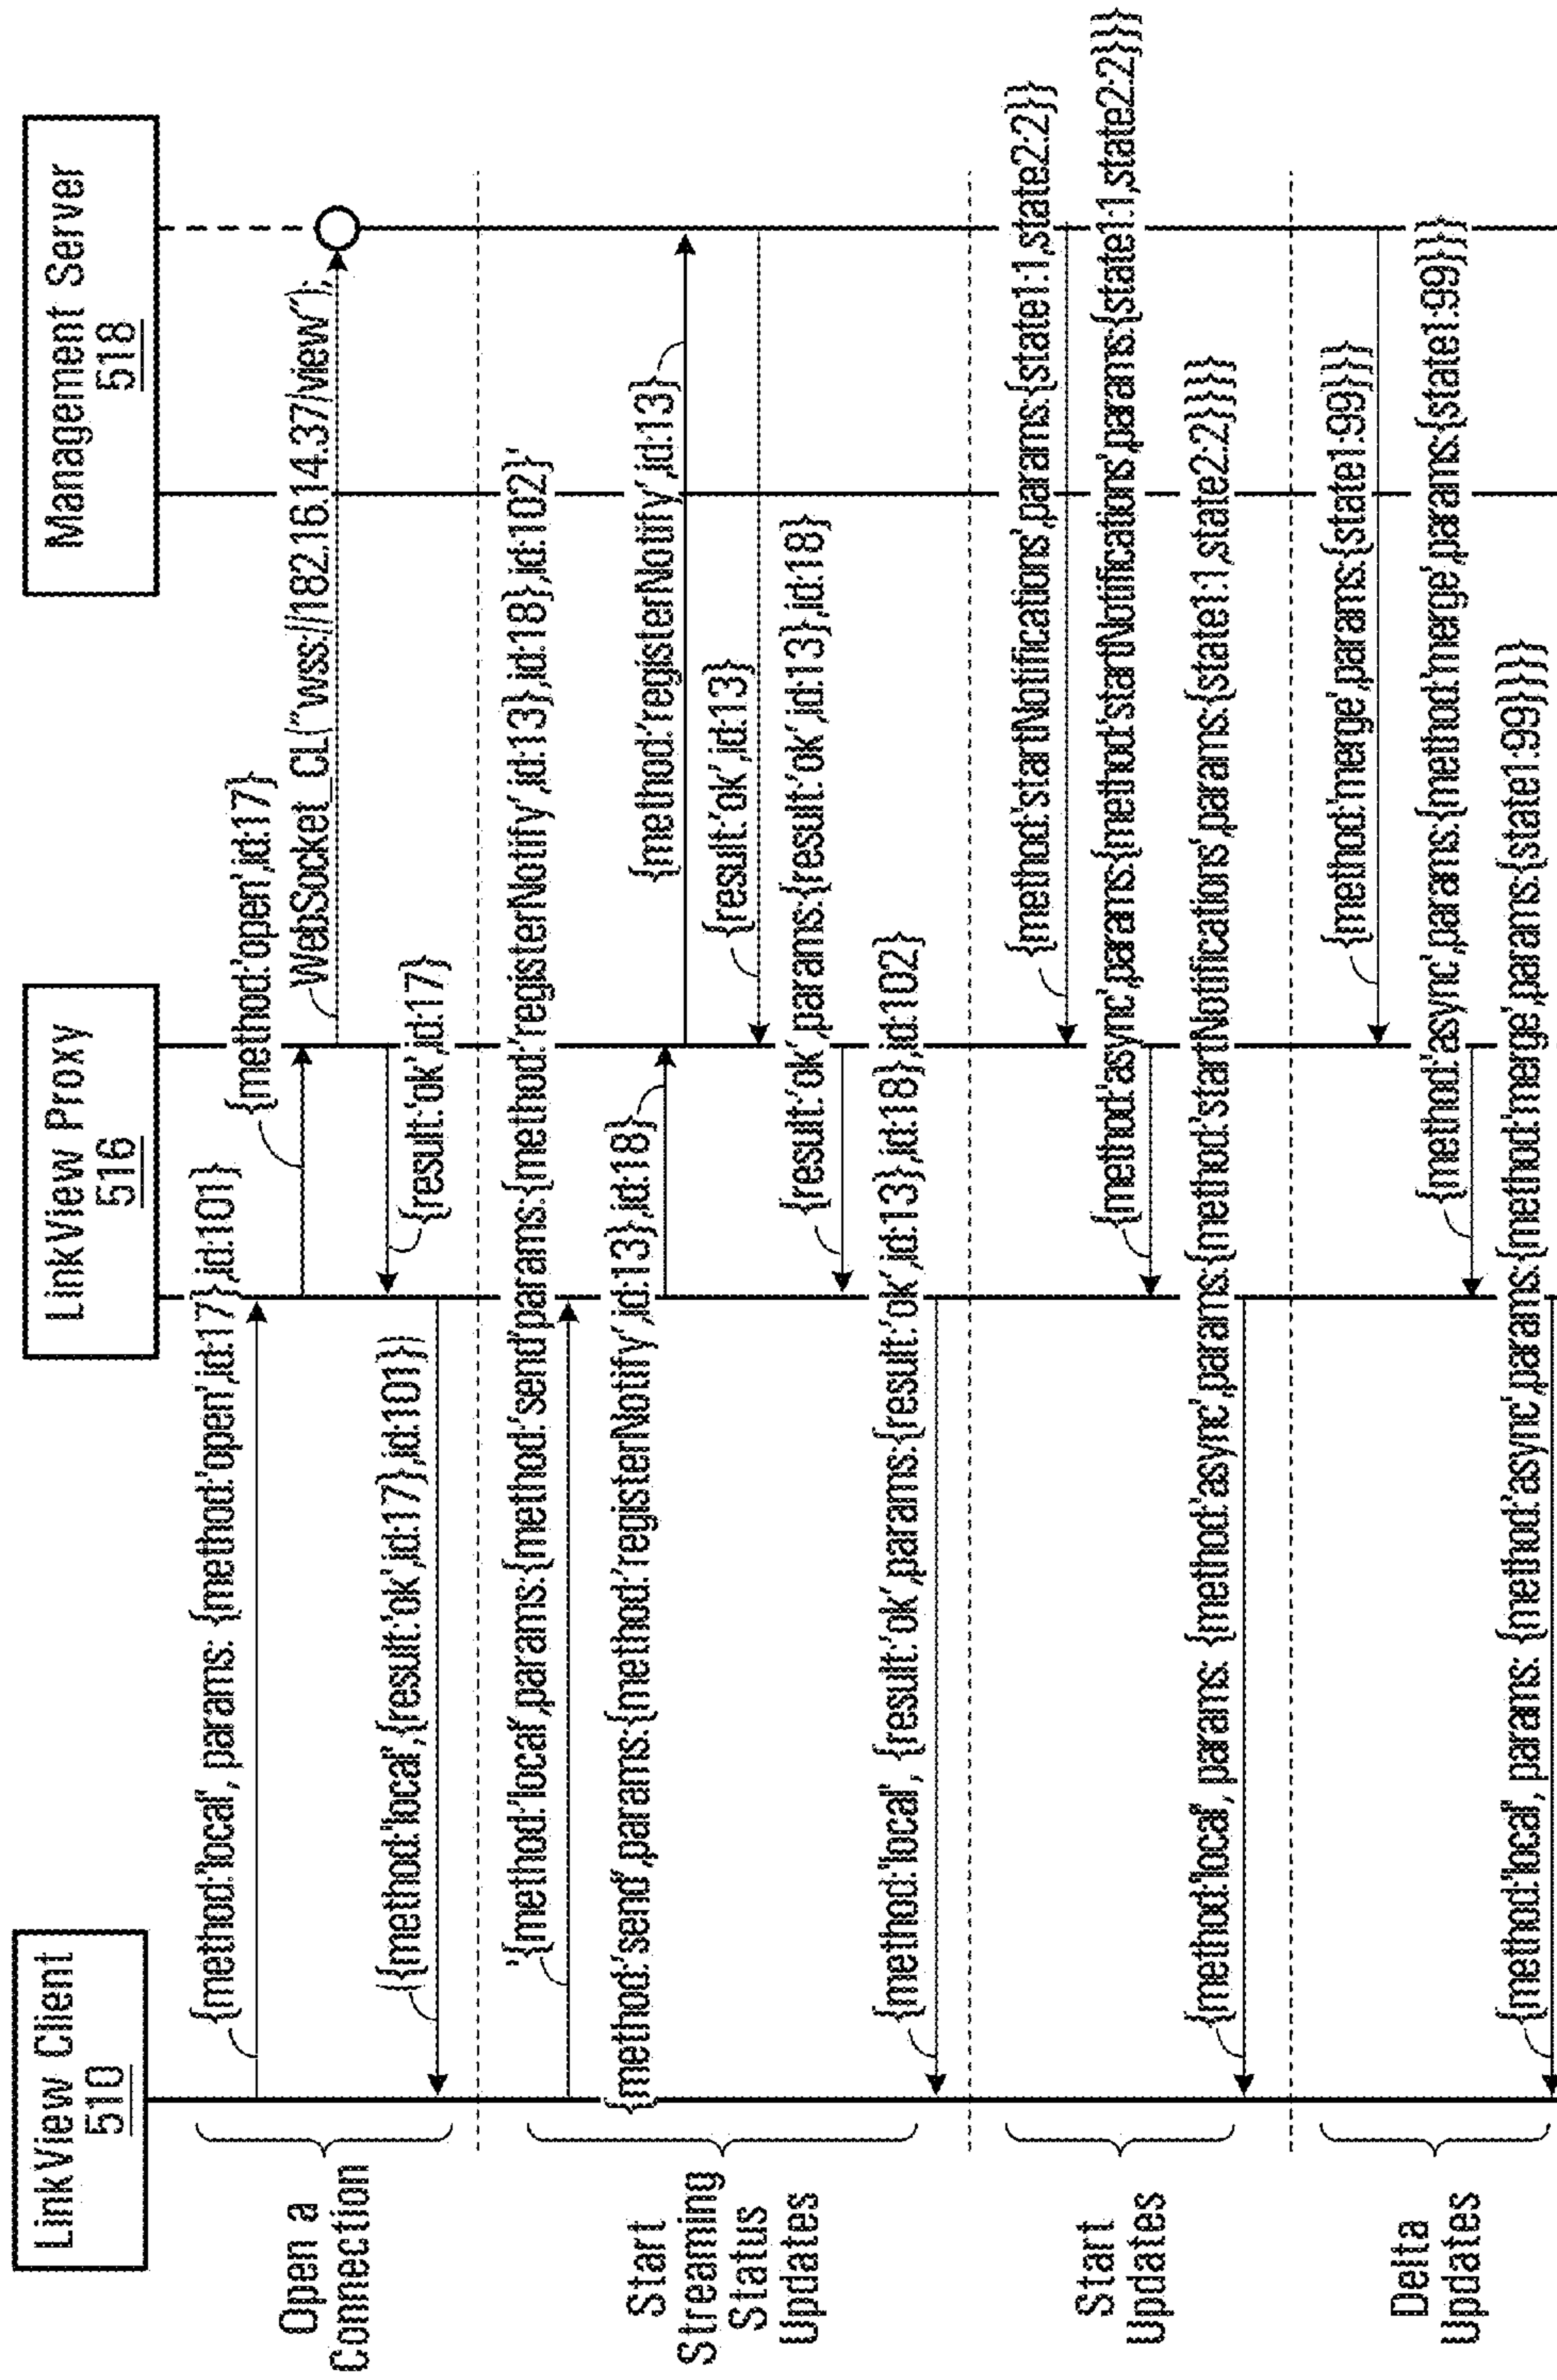 LinkView Client
510
LinkView Proxy
516
Management Server
518
Open a
Connection
{method:'local', params: {method:'open',id:17},id:101}
{method:'open',id:17}
WebSocket_CL("wss://182.16.14.37/view");
{result:'ok',id:17}
({method:'local',{result:'ok',id:17},id:101})
Start
Streaming
Status
Updates
'{method:'local',params:{method:'send'params:{method:'registerNotify',id:13},id:18},id:102}'
{method:'send',params:{method:'registerNotify',id:13},id:18}
{method:'registerNotify',id:13}
{result:'ok',id:13}
{result:'ok',params:{result:'ok',id:13},id:18}
{method:'local', {result:'ok',params:{result:'ok',id:13},id:18},id:102}
Start
Updates
{method:'startNotifications',params:{state1:1,state2:2}}}
{method:'async',params:{method:'startNotifications',params:{state1:1,state2:2}}}
{method:'local', params: {method:'async',params:{method:'startNotifications',params:{state1:1,state2:2}}}}}
Delta
Updates
{method:'merge',params:{state1:99}}}}
{method:'async',params:{method:'merge',params:{state1:99}}}}
{method:'local', params: {method:'async',params:{method:'merge',params:{state1:99}}}}}